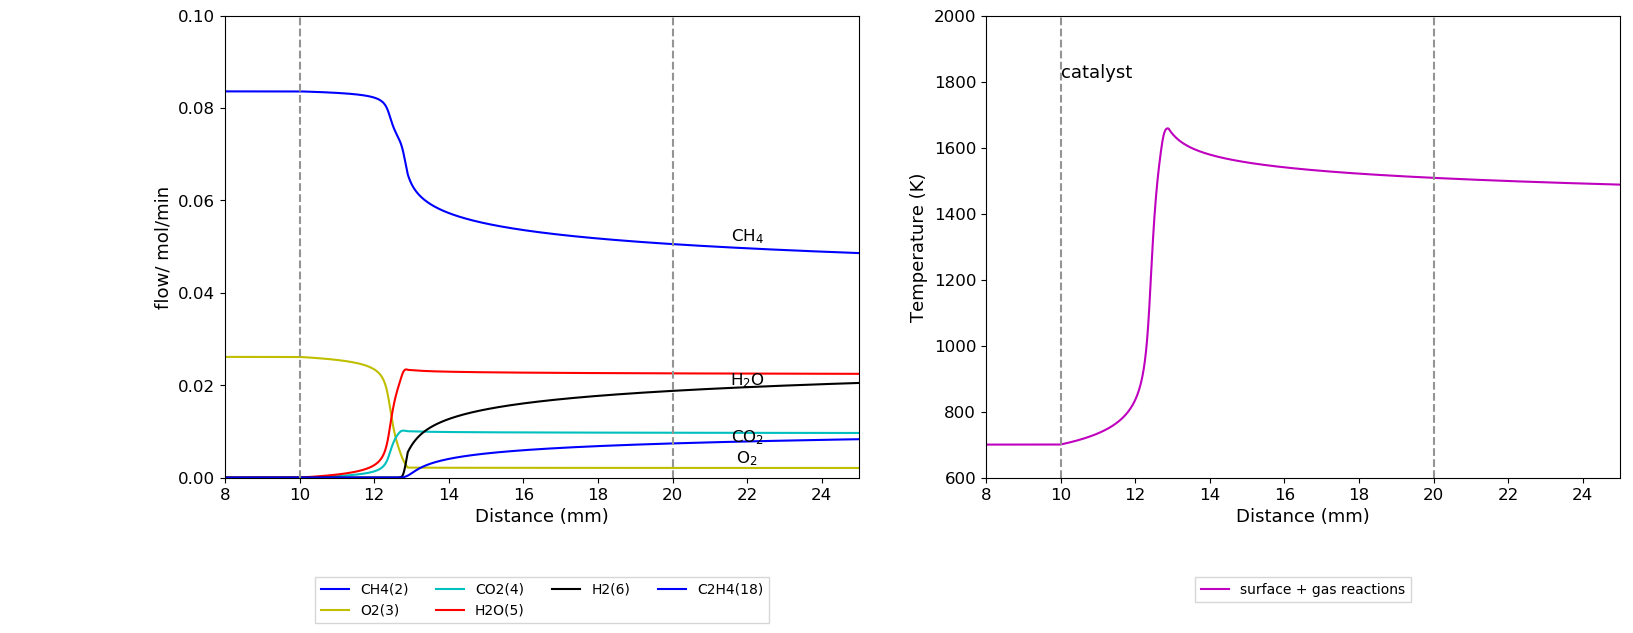 0.10
0.08
0.06
0.04
0.02
0.00
flow/ mol/min
CH₄
H₂O
CO₂
O₂
8 10 12 14 16 18 20 22 24
Distance (mm)
CH4(2) CO2(4) H2(6) C2H4(18)
O2(3) H2O(5)
2000
1800
1600
1400
1200
1000
800
600
Temperature (K)
catalyst
8 10 12 14 16 18 20 22 24
Distance (mm)
surface + gas reactions